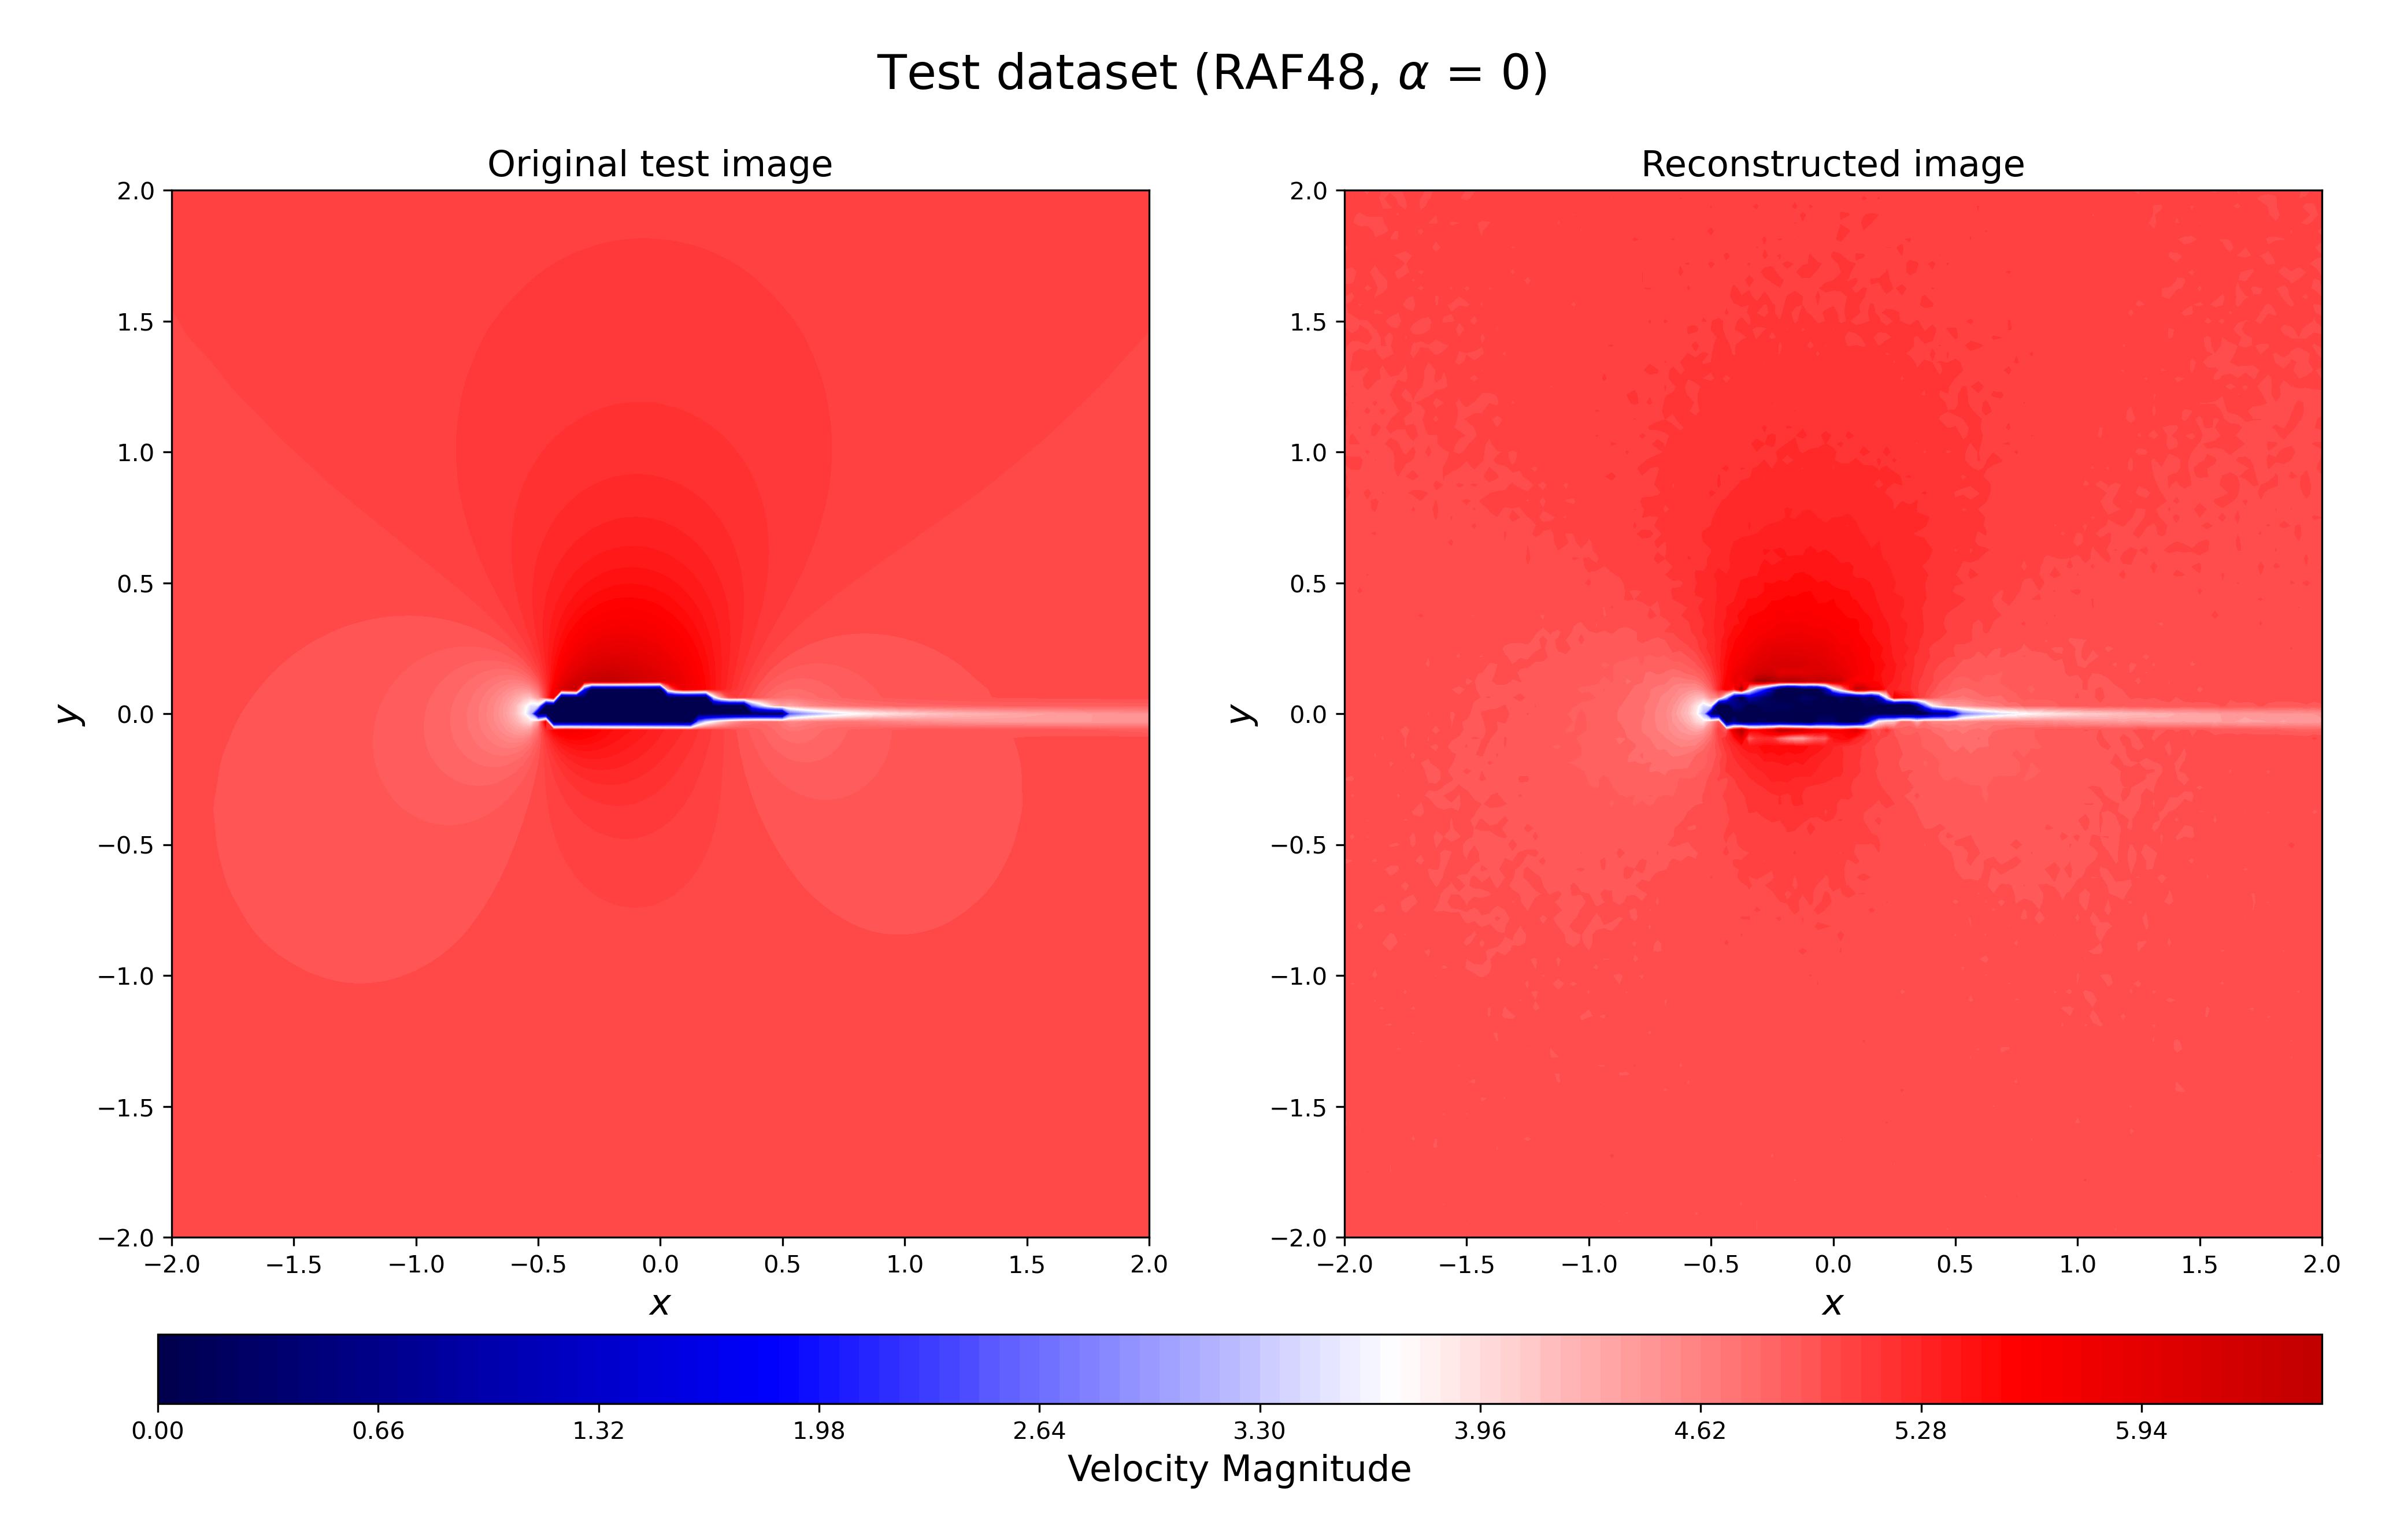 Test dataset (RAF48, α = 0)
Original test image
2.0
1.5
1.0
0.5
0.0
−0.5
−1.0
−1.5
−2.0
y
−2.0 −1.5 −1.0 −0.5 0.0 0.5 1.0 1.5 2.0
x
Reconstructed image
2.0
1.5
1.0
0.5
0.0
−0.5
−1.0
−1.5
−2.0
y
−2.0 −1.5 −1.0 −0.5 0.0 0.5 1.0 1.5 2.0
x
0.00 0.66 1.32 1.98 2.64 3.30 3.96 4.62 5.28 5.94
Velocity Magnitude